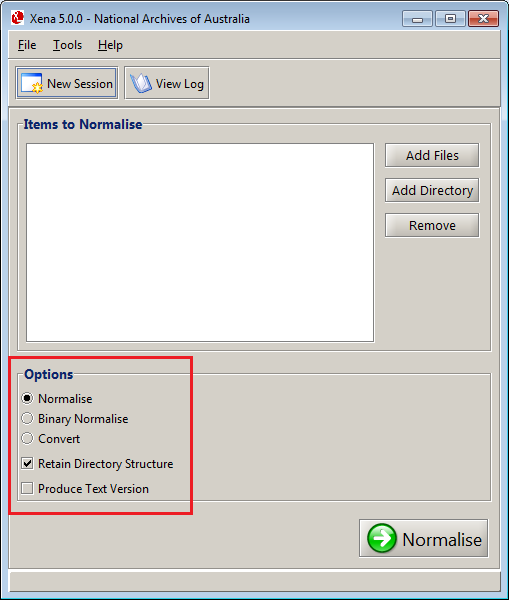 Xena 5.0.0 - National Archives of Australia
File Tools Help
New Session View Log
Items to Normalise
Add Files
Add Directory
Remove
Options
Normalise
Binary Normalise
Convert
Retain Directory Structure
Produce Text Version
Normalise